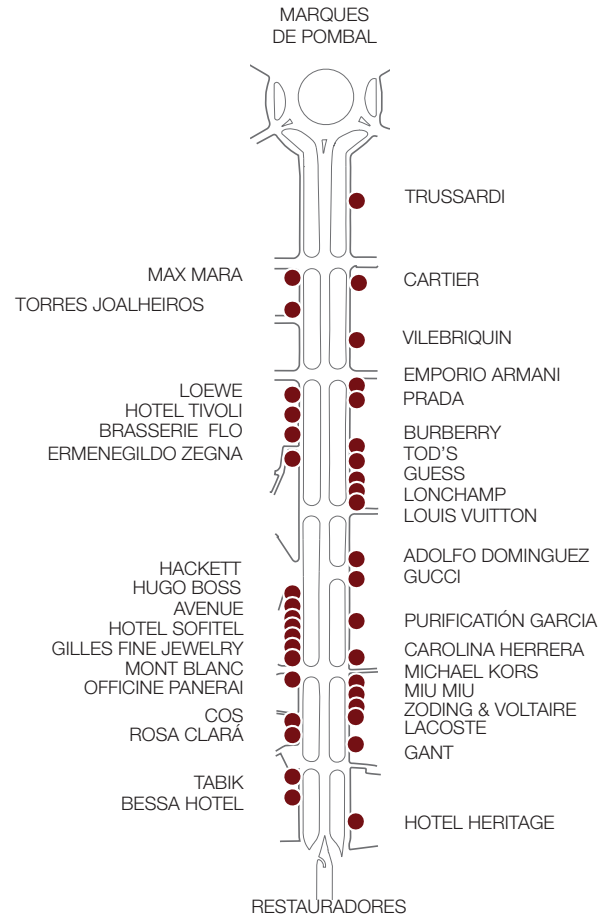 MARQUES
DE POMBAL
TRUSSARDI
MAX MARA
CARTIER
TORRES JOALHEIROS
VILEBRIQUIN
EMPORIO ARMANI
LOEWE
PRADA
HOTEL TIVOLI
BRASSERIE FLO
BURBERRY
ERMENEGILDO ZEGNA
TOD'S
GUESS
LONCHAMP
LOUIS VUITTON
ADOLFO DOMINGUEZ
HACKETT
GUCCI
HUGO BOSS
AVENUE
PURIFICATIÓN GARCIA
HOTEL SOFITEL
GILLES FINE JEWELRY
CAROLINA HERRERA
MONT BLANC
MICHAEL KORS
OFFICINE PANERAI
MIU MIU
ZODING & VOLTAIRE
COS
LACOSTE
ROSA CLARÁ
GANT
TABIK
BESSA HOTEL
HOTEL HERITAGE
RESTAURADORES